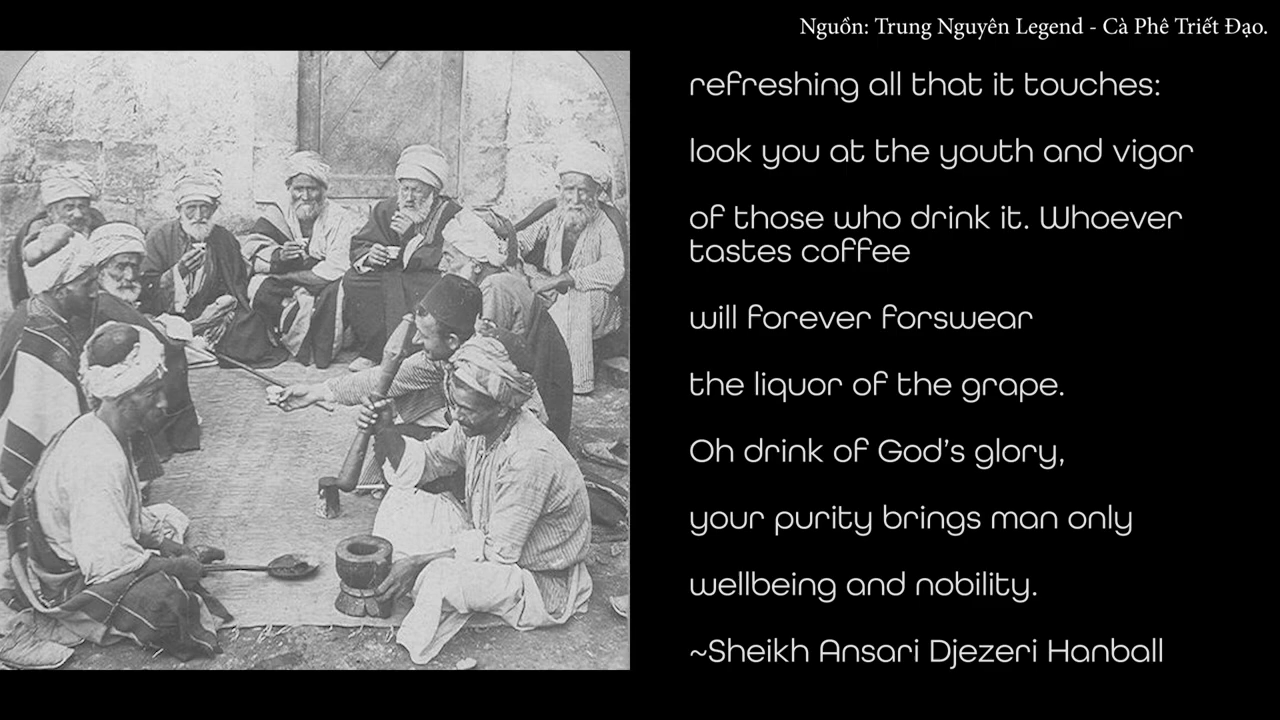 Nguồn: Trung Nguyên Legend - Cà Phê Triết Đạo.
refreshing all that it touches:
look you at the youth and vigor
of those who drink it. Whoever
tastes coffee
will forever forswear
the liquor of the grape.
Oh drink of God's glory,
your purity brings man only
wellbeing and nobility.
~Sheikh Ansari Djezeri Hanball